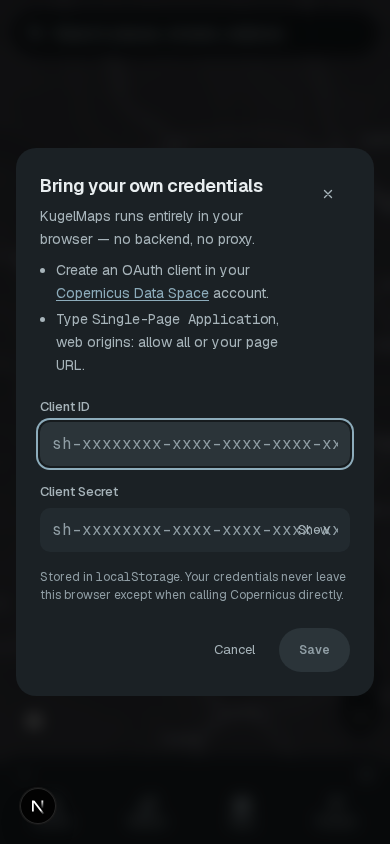 Bring your own credentials
×
KugelMaps runs entirely in your
browser — no backend, no proxy.
• Create an OAuth client in your
Copernicus Data Space account.
• Type Single-Page Application,
web origins: allow all or your page
URL.
Client ID
sh-xxxxxxxx-xxxx-xxxx-xxxx-xx
Client Secret
sh-xxxxxxxx-xxxx-xxxx-xxxx-xx
Show
Stored in localStorage. Your credentials never leave
this browser except when calling Copernicus directly.
Cancel
Save
N